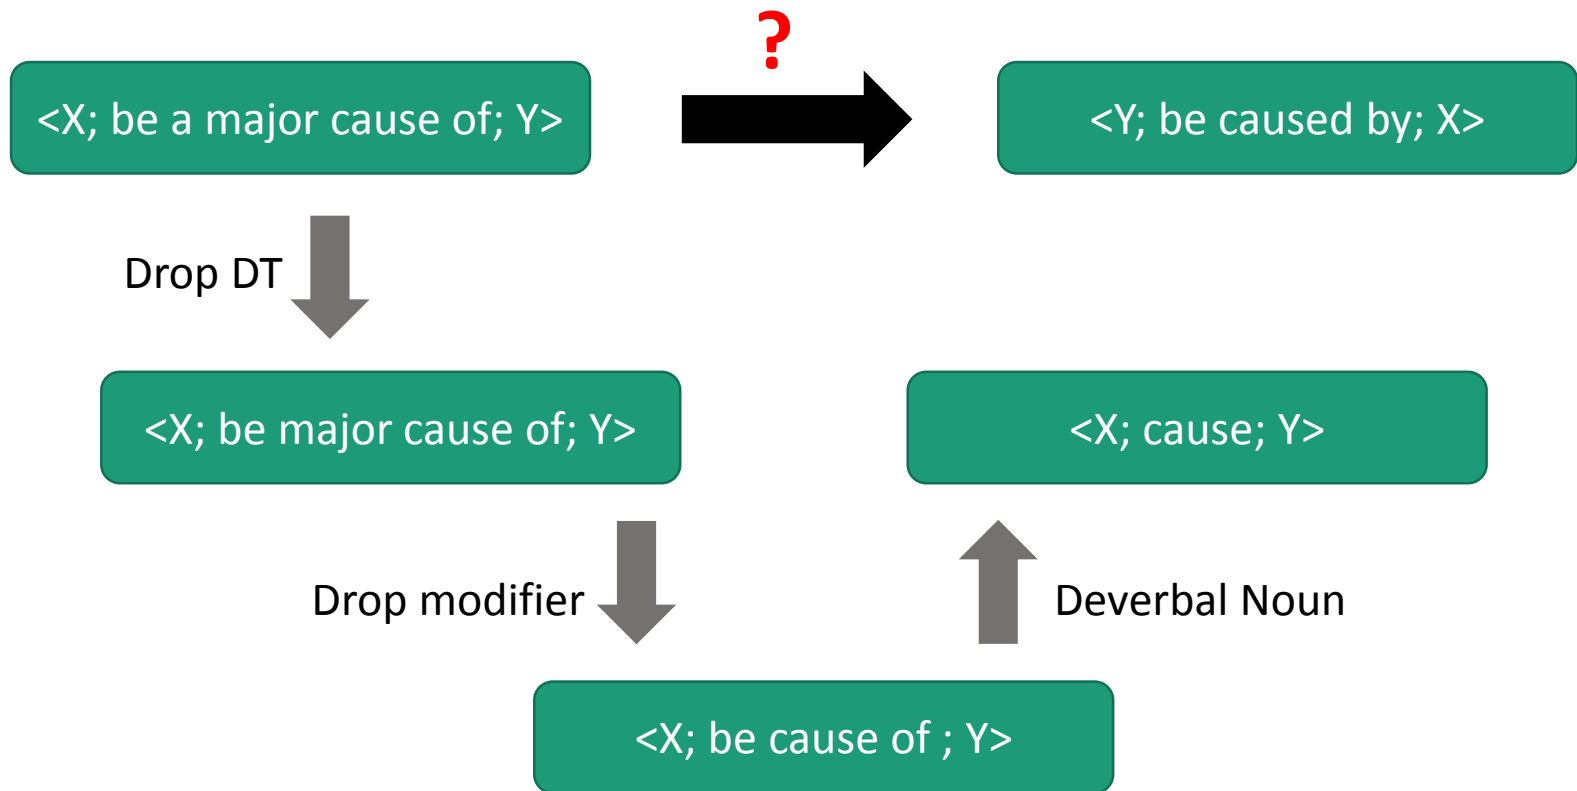 ?
<X; be a major cause of; Y>
<Y; be caused by; X>
Drop DT
<X; be major cause of; Y>
<X; cause; Y>
Drop modifier
Deverbal Noun
<X; be cause of ; Y>